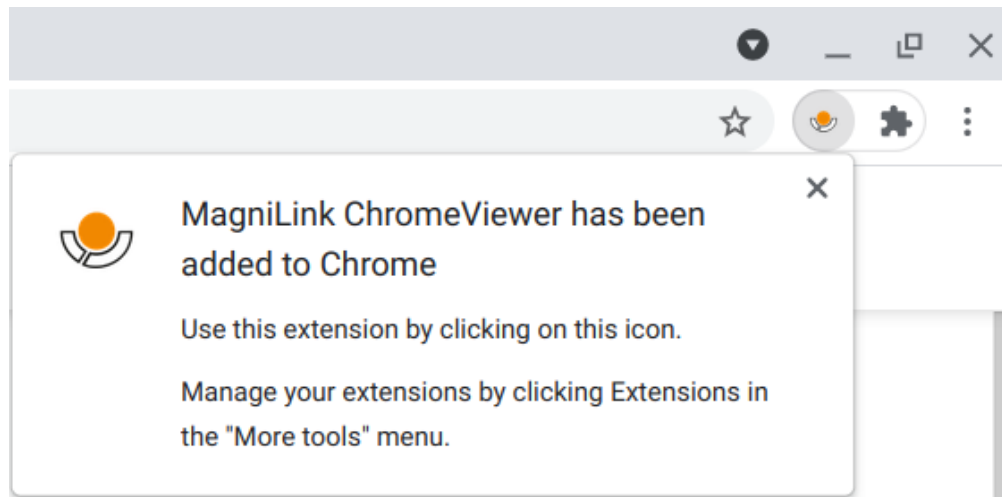 MagniLink ChromeViewer has been
added to Chrome
Use this extension by clicking on this icon.
Manage your extensions by clicking Extensions in
the "More tools" menu.